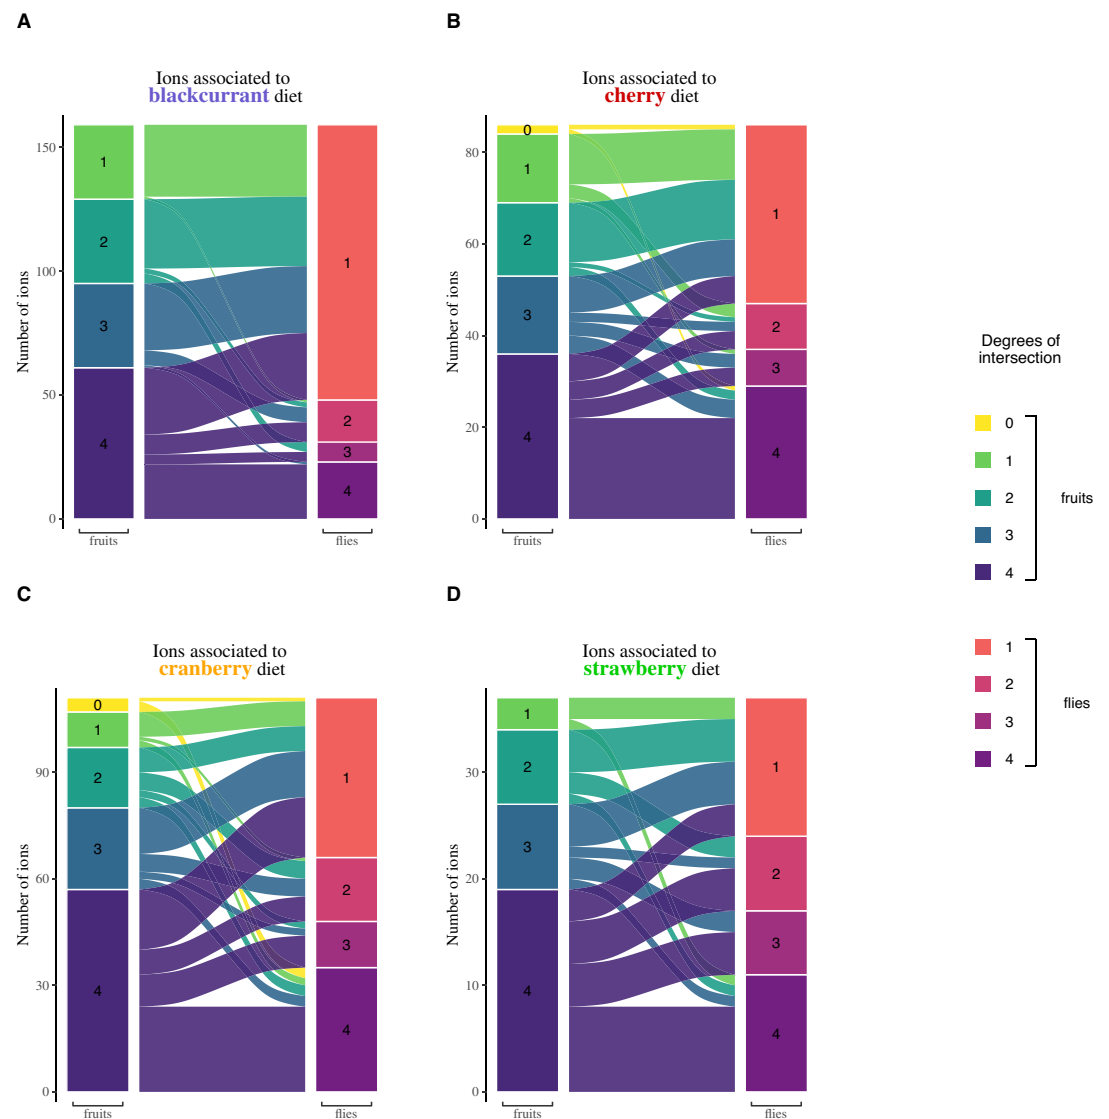 A
Ions associated to
blackcurrant diet
Number of ions
150
100
50
0
1
2
3
4
1
2
3
4
fruits
flies
B
Ions associated to
cherry diet
Number of ions
80
60
40
20
0
0
1
2
3
4
1
2
3
4
fruits
flies
C
Ions associated to
cranberry diet
Number of ions
90
60
30
0
0
1
2
3
4
1
2
3
4
fruits
flies
D
Ions associated to
strawberry diet
Number of ions
30
20
10
0
1
2
3
4
1
2
3
4
fruits
flies
Degrees of
intersection
0
1
2
3
4
fruits
1
2
3
4
flies